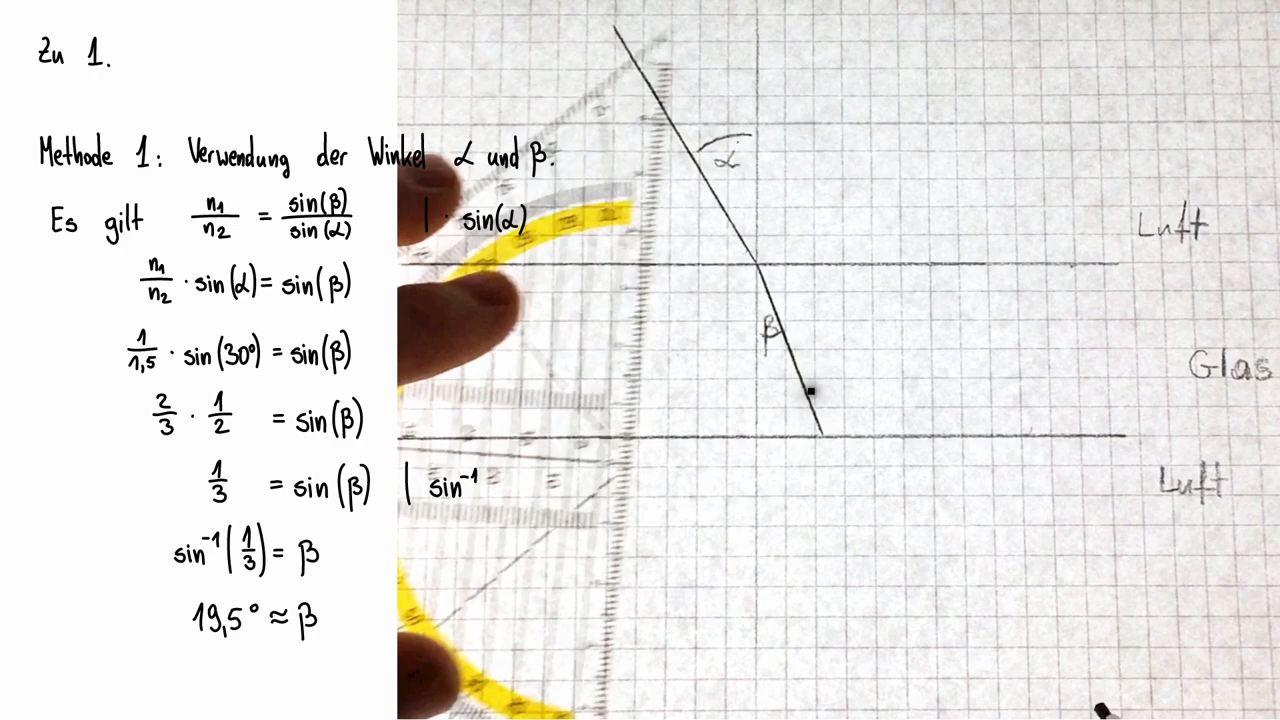 Zu 1.
Methode 1: Verwendung der Winkel α und β.
Es gilt n₁/n₂ = sin(β)/sin(α) | · sin(α)
n₁/n₂ · sin(α) = sin(β)
1/1,5 · sin(30°) = sin(β)
2/3 · 1/2 = sin(β)
1/3 = sin(β) | sin⁻¹
sin⁻¹(1/3) = β
19,5° ≈ β
α
Luft
β
Glas
Luft